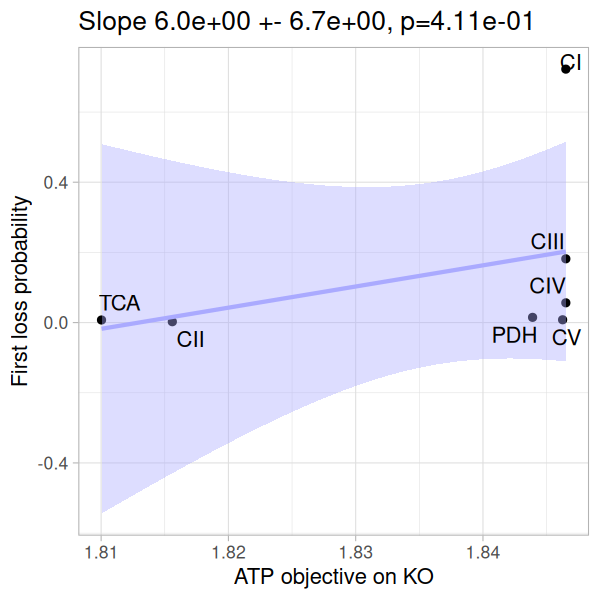 Slope 6.0e+00 +- 6.7e+00, p=4.11e-01
CI
0.4
CIII
CIV
TCA
0.0
PDH
CV
CII
First loss probability
-0.4
1.81
1.82
1.83
1.84
ATP objective on KO